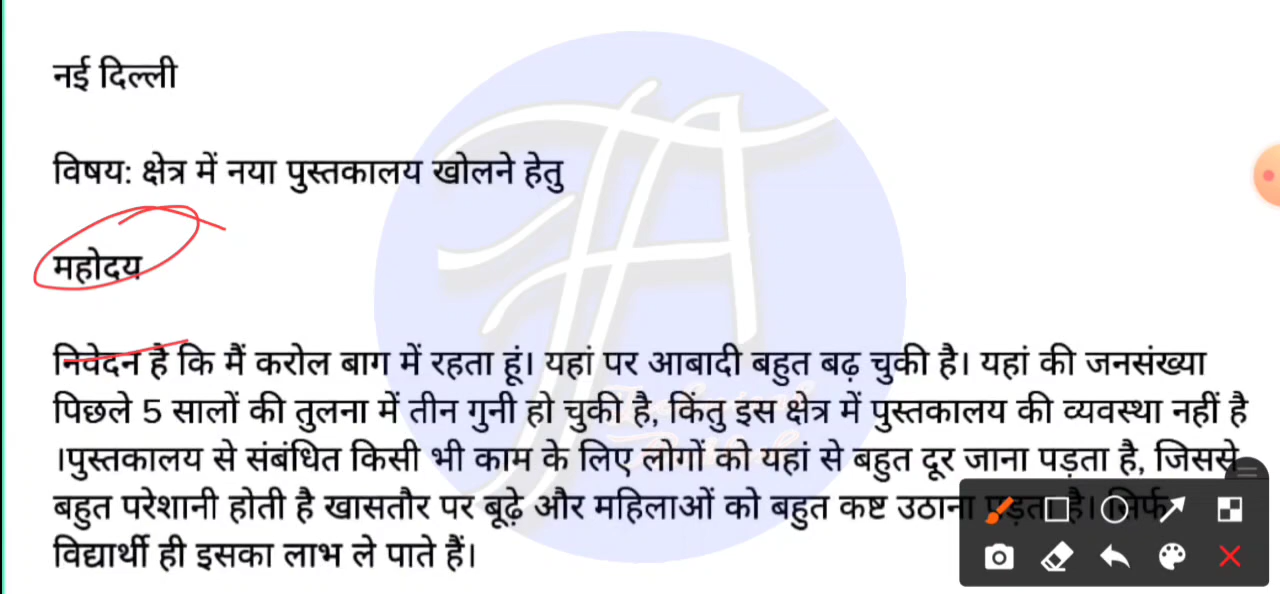 नई दिल्ली
विषय: क्षेत्र में नया पुस्तकालय खोलने हेतु
महोदय
निवेदन है कि मैं करोल बाग में रहता हूं। यहां पर आबादी बहुत बढ़ चुकी है। यहां की जनसंख्या
पिछले 5 सालों की तुलना में तीन गुनी हो चुकी है, किंतु इस क्षेत्र में पुस्तकालय की व्यवस्था नहीं है
।पुस्तकालय से संबंधित किसी भी काम के लिए लोगों को यहां से बहुत दूर जाना पड़ता है, जिससे
बहुत परेशानी होती है खासतौर पर बूढ़े और महिलाओं को बहुत कष्ट उठाना पड़ता है। सिर्फ
विद्यार्थी ही इसका लाभ ले पाते हैं।